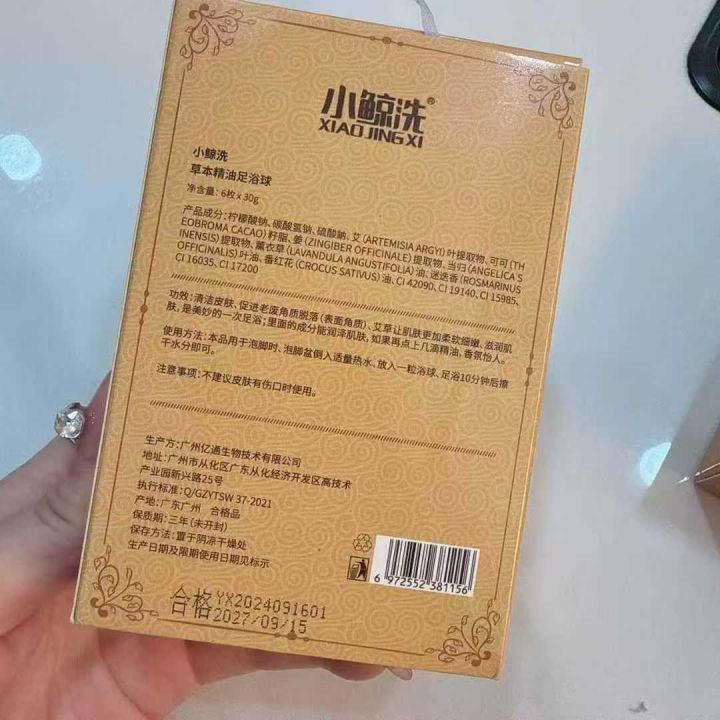 小鲸洗®
XIAO JING XI
小鲸洗
草本精油足浴球
净含量：6枚 x 30g
产品成分：柠檬酸钠、碳酸氢钠、硫酸钠、艾（ARTEMISIA ARGYI）叶提取物、可可（TH
EOBROMA CACAO）籽脂、姜（ZINGIBER OFFICINALE）提取物、当归（ANGELICA S
INENSIS）提取物、薰衣草（LAVANDULA ANGUSTIFOLIA）油、迷迭香（ROSMARINUS
OFFICINALIS）叶油、番红花（CROCUS SATIVUS）油、CI 42090、CI 19140、CI 15985、
CI 16035、CI 17200
功效：清洁皮肤、促进老废角质脱落（表面角质）、艾草让肌肤更加柔软细嫩、滋润肌
肤，是美妙的一次足浴；里面的成分能润泽肌肤。如果再点上几滴精油，香氛怡人。
使用方法：本品用于泡脚时、泡脚盆倒入适量热水、放入一粒浴球、足浴10分钟后擦
干水分即可。
注意事项：不建议皮肤有伤口时使用。
生产方：广州亿通生物技术有限公司
地址：广州市从化区广东从化经济开发区高技术
产业园新兴路25号
执行标准：Q/GZYTSW 37-2021
产地：广东广州 合格品
保质期：三年（未开封）
保存方法：置于阴凉干燥处
生产日期及限期使用日期见标示
6 972552 381156
合格 YX2024091601
2027/09/15